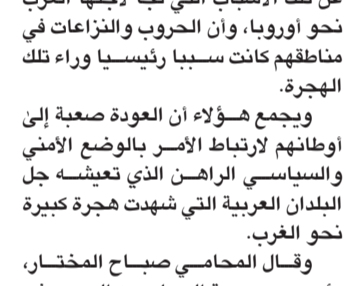 نحو أوروبا، وأن الحروب والنزاعات في
مناطقهم كانت سببا رئيسيا وراء تلك
الهجرة.
ويجمع هؤلاء أن العودة صعبة إلى
أوطانهم لارتباط الأمر بالوضع الأمني
والسياسي الراهن الذي تعيشه جل
البلدان العربية التي شهدت هجرة كبيرة
نحو الغرب.
وقال المحامي صباح المختار،